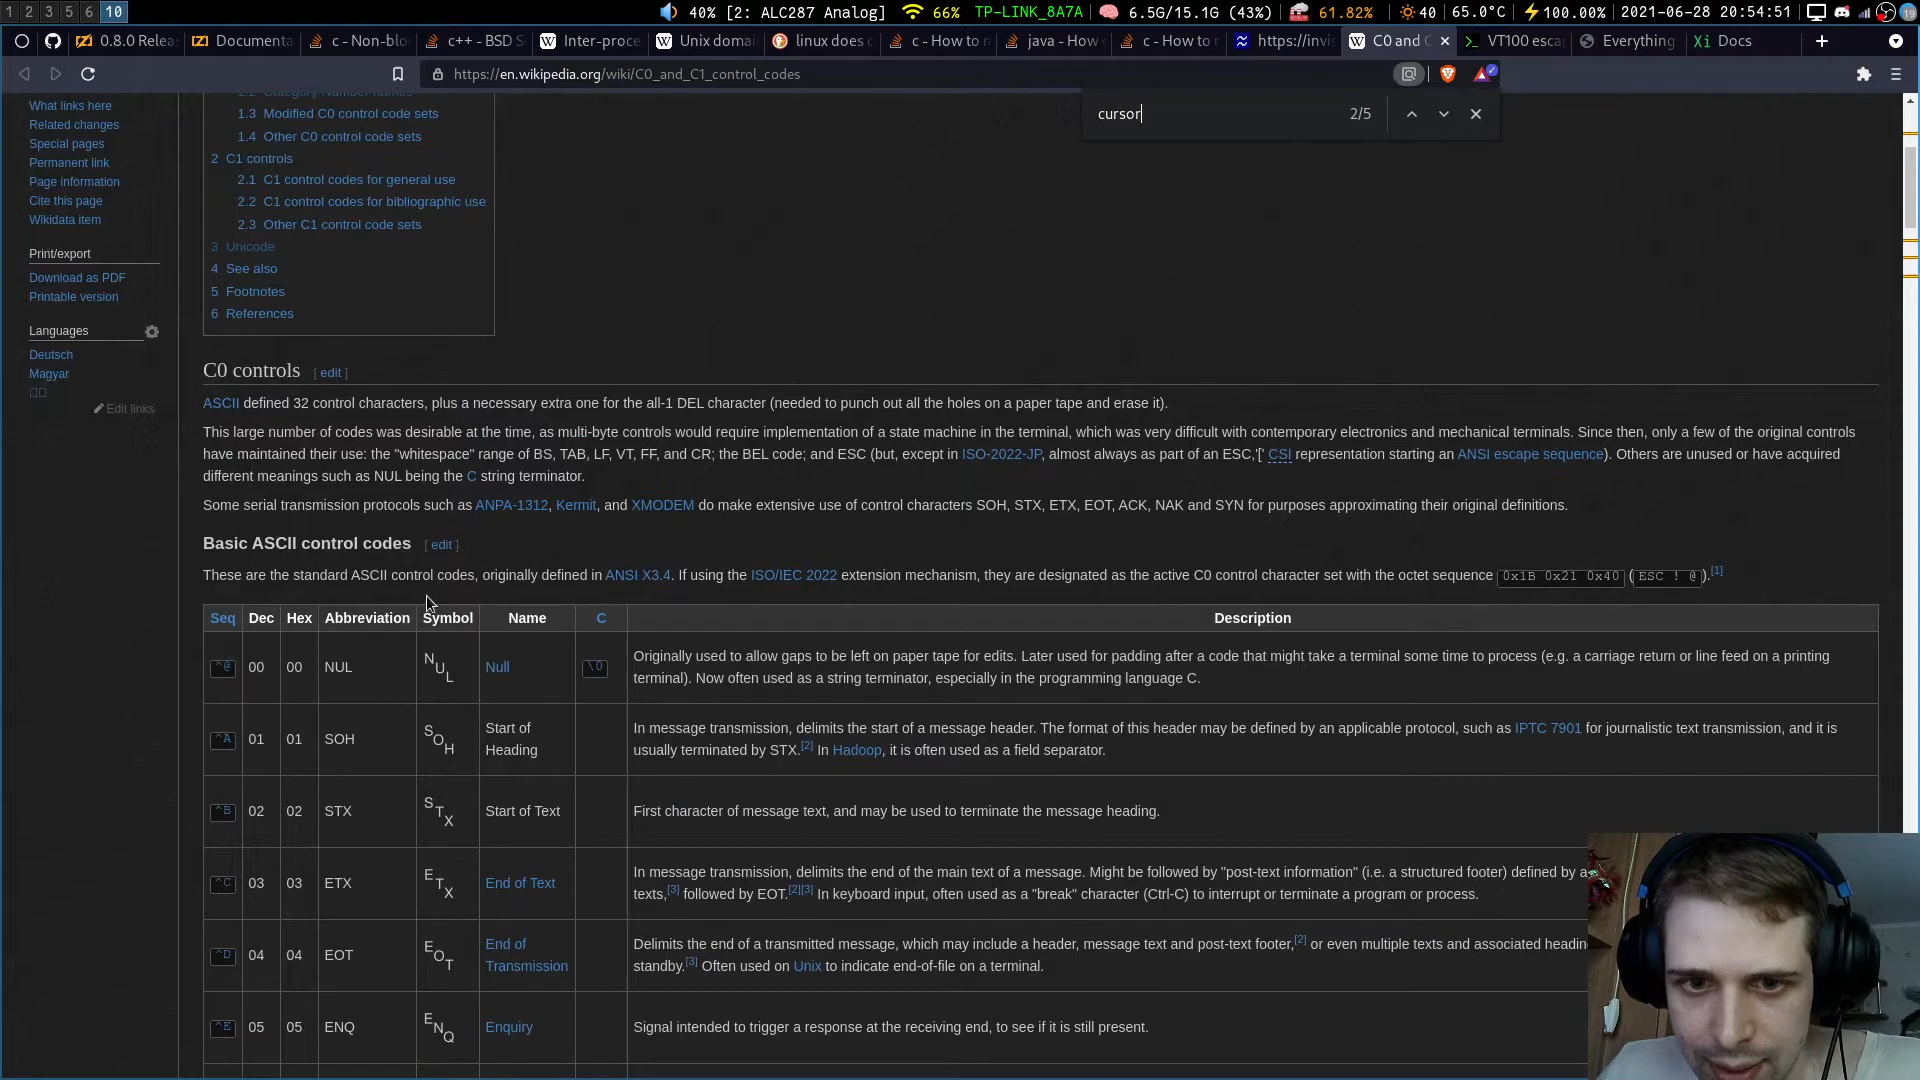 1 2 3 5 6 10
40% [2: ALC287 Analog] 66% TP-LINK_8A7A 6.5G/15.1G (43%) 61.82% 40 65.0°C 100.00% 2021-06-28 20:54:51 19
0.8.0 Relea Documenta c - Non-blo c++ - BSD S Inter-proce Unix domai linux does c - How to r java - How c - How to r https://invis C0 and C VT100 esca Everything Docs
https://en.wikipedia.org/wiki/C0_and_C1_control_codes
cursor 2/5
What links here
Related changes
Special pages
Permanent link
Page information
Cite this page
Wikidata item
Print/export
Download as PDF
Printable version
Languages
Deutsch
Magyar
Edit links
1.2 Category Number names
1.3 Modified C0 control code sets
1.4 Other C0 control code sets
2 C1 controls
2.1 C1 control codes for general use
2.2 C1 control codes for bibliographic use
2.3 Other C1 control code sets
3 Unicode
4 See also
5 Footnotes
6 References
C0 controls [ edit ]
ASCII defined 32 control characters, plus a necessary extra one for the all-1 DEL character (needed to punch out all the holes on a paper tape and erase it).
This large number of codes was desirable at the time, as multi-byte controls would require implementation of a state machine in the terminal, which was very difficult with contemporary electronics and mechanical terminals. Since then, only a few of the original controls
have maintained their use: the "whitespace" range of BS, TAB, LF, VT, FF, and CR; the BEL code; and ESC (but, except in ISO-2022-JP, almost always as part of an ESC,'[' CSI representation starting an ANSI escape sequence). Others are unused or have acquired
different meanings such as NUL being the C string terminator.
Some serial transmission protocols such as ANPA-1312, Kermit, and XMODEM do make extensive use of control characters SOH, STX, ETX, EOT, ACK, NAK and SYN for purposes approximating their original definitions.
Basic ASCII control codes [ edit ]
These are the standard ASCII control codes, originally defined in ANSI X3.4. If using the ISO/IEC 2022 extension mechanism, they are designated as the active C0 control character set with the octet sequence 0x1B 0x21 0x40 (ESC ! @).[1]
Seq Dec Hex Abbreviation Symbol Name C Description
^@ 00 00 NUL NUL Null \0 Originally used to allow gaps to be left on paper tape for edits. Later used for padding after a code that might take a terminal some time to process (e.g. a carriage return or line feed on a printing
terminal). Now often used as a string terminator, especially in the programming language C.
^A 01 01 SOH SOH Start of Heading In message transmission, delimits the start of a message header. The format of this header may be defined by an applicable protocol, such as IPTC 7901 for journalistic text transmission, and it is
usually terminated by STX.[2] In Hadoop, it is often used as a field separator.
^B 02 02 STX STX Start of Text First character of message text, and may be used to terminate the message heading.
^C 03 03 ETX ETX End of Text In message transmission, delimits the end of the main text of a message. Might be followed by "post-text information" (i.e. a structured footer) defined by a
texts,[3] followed by EOT.[2][3] In keyboard input, often used as a "break" character (Ctrl-C) to interrupt or terminate a program or process.
^D 04 04 EOT EOT End of Transmission Delimits the end of a transmitted message, which may include a header, message text and post-text footer,[2] or even multiple texts and associated headin
standby.[3] Often used on Unix to indicate end-of-file on a terminal.
^E 05 05 ENQ ENQ Enquiry Signal intended to trigger a response at the receiving end, to see if it is still present.